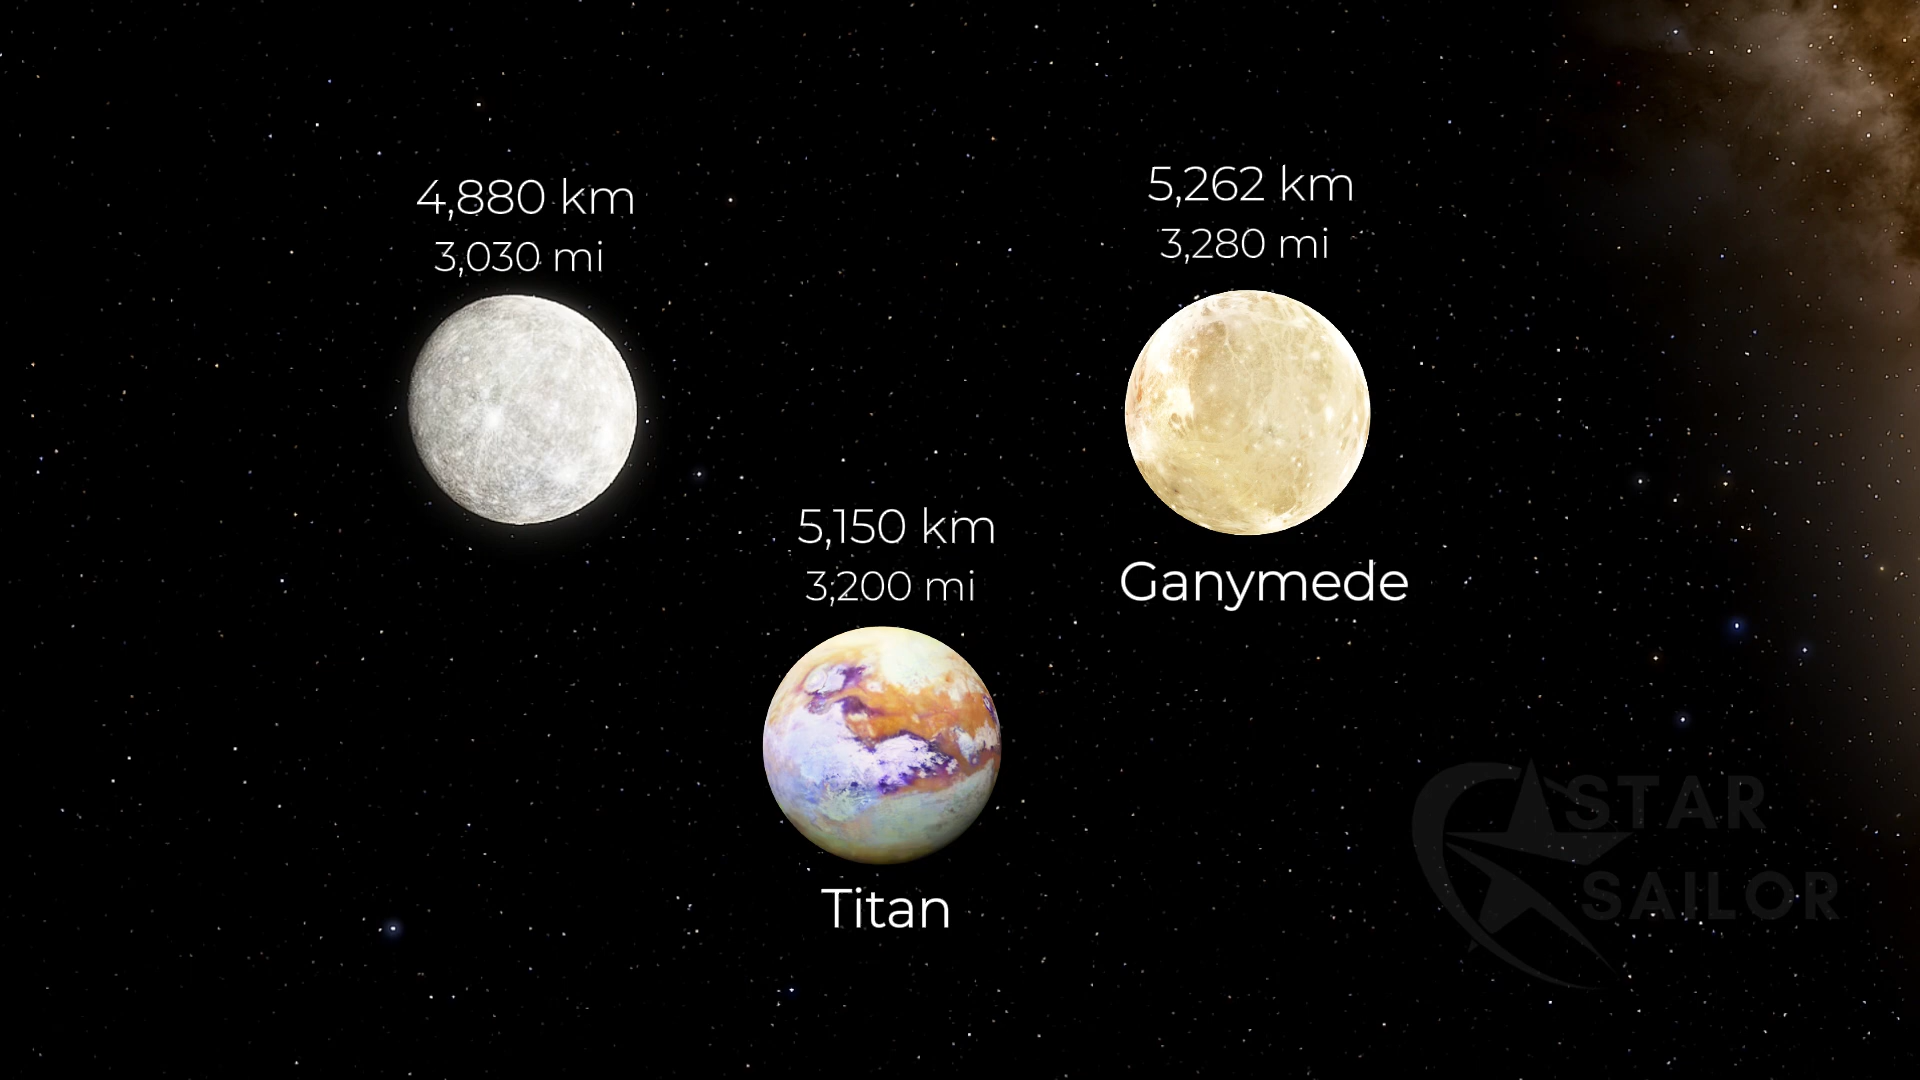 4,880 km
3,030 mi
5,262 km
3,280 mi
Ganymede
5,150 km
3,200 mi
Titan
STAR
SAILOR